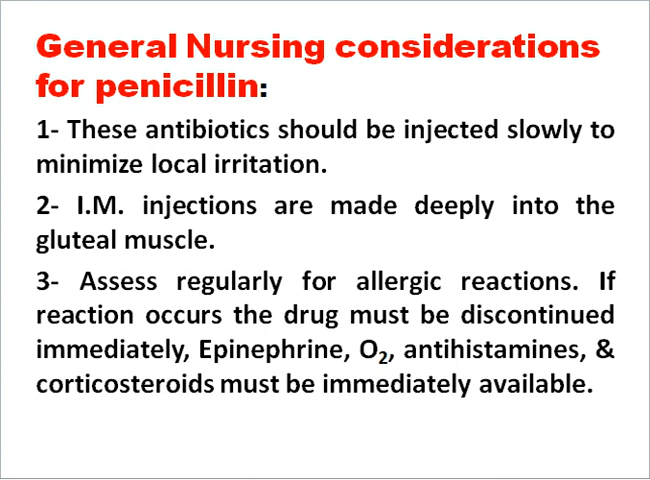 General Nursing considerations
for penicillin:
1- These antibiotics should be injected slowly to
minimize local irritation.
2- I.M. injections are made deeply into the
gluteal muscle.
3- Assess regularly for allergic reactions. If
reaction occurs the drug must be discontinued
immediately, Epinephrine, O₂, antihistamines, &
corticosteroids must be immediately available.